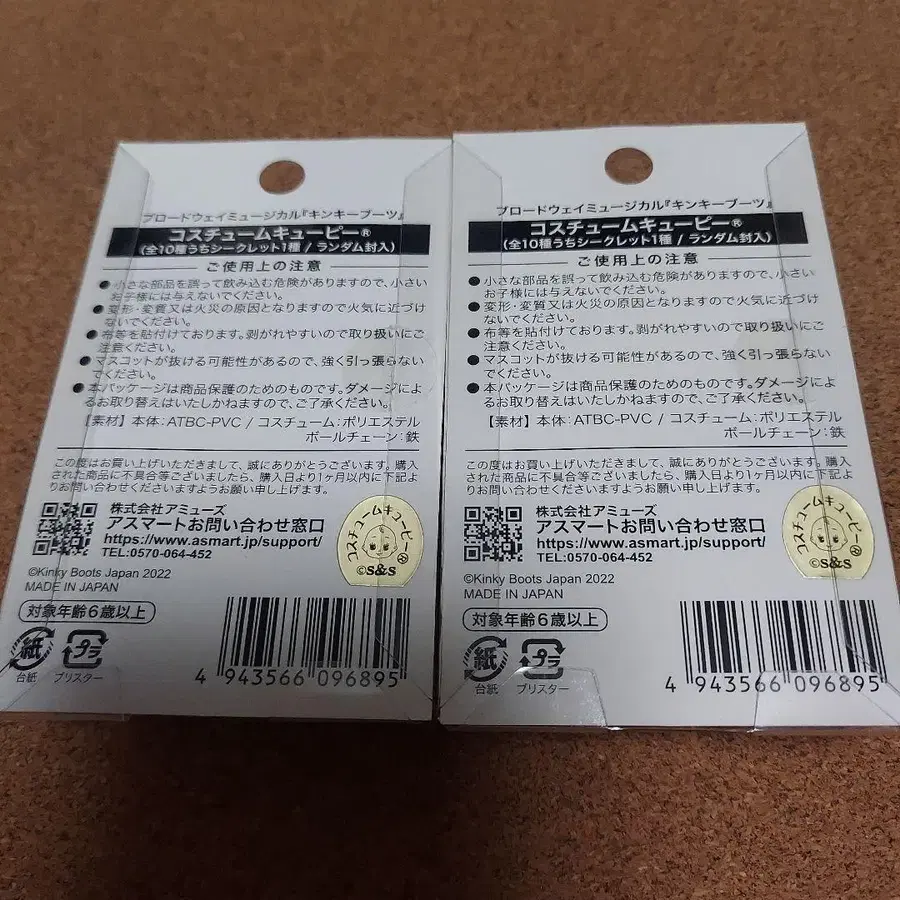 ブロードウェイミュージカル『キンキーブーツ』
コスチュームキューピー®
(全10種うちシークレット1種 / ランダム封入)
ご使用上の注意
●小さな部品を誤って飲み込む危険がありますので、小さい
お子様には与えないでください。
●変形・変質又は火災の原因となりますので火気に近づけ
ないでください。
●布等を貼付けております。剥がれやすいので取り扱いにご
注意ください。
●マスコットが抜ける可能性があるので、強く引っ張らない
でください。
●本パッケージは商品保護のためのものです。ダメージによ
るお取り替えはいたしかねますので、ご了承ください。
【素材】本体:ATBC-PVC / コスチューム:ポリエステル
ボールチェーン:鉄
この度はお買い上げいただきまして、誠にありがとうございます。購入
された商品に不具合等ございましたら、購入日より1ヶ月以内に下記よ
りお問い合わせくださいますようお願い申し上げます。
株式会社アミューズ
アスマートお問い合わせ窓口
https://www.asmart.jp/support/
TEL:0570-064-452
コスチュームキューピー®
©S&S
©Kinky Boots Japan 2022
MADE IN JAPAN
対象年齢6歳以上
紙
台紙
プラ
ブリスター
4 943566 096895
ブロードウェイミュージカル『キンキーブーツ』
コスチュームキューピー®
(全10種うちシークレット1種 / ランダム封入)
ご使用上の注意
●小さな部品を誤って飲み込む危険がありますので、小さい
お子様には与えないでください。
●変形・変質又は火災の原因となりますので火気に近づけ
ないでください。
●布等を貼付けております。剥がれやすいので取り扱いにご
注意ください。
●マスコットが抜ける可能性があるので、強く引っ張らない
でください。
●本パッケージは商品保護のためのものです。ダメージによ
るお取り替えはいたしかねますので、ご了承ください。
【素材】本体:ATBC-PVC / コスチューム:ポリエステル
ボールチェーン:鉄
この度はお買い上げいただきまして、誠にありがとうございます。購入
された商品に不具合等ございましたら、購入日より1ヶ月以内に下記よ
りお問い合わせくださいますようお願い申し上げます。
株式会社アミューズ
アスマートお問い合わせ窓口
https://www.asmart.jp/support/
TEL:0570-064-452
コスチュームキューピー®
©S&S
©Kinky Boots Japan 2022
MADE IN JAPAN
対象年齢6歳以上
紙
台紙
プラ
ブリスター
4 943566 096895